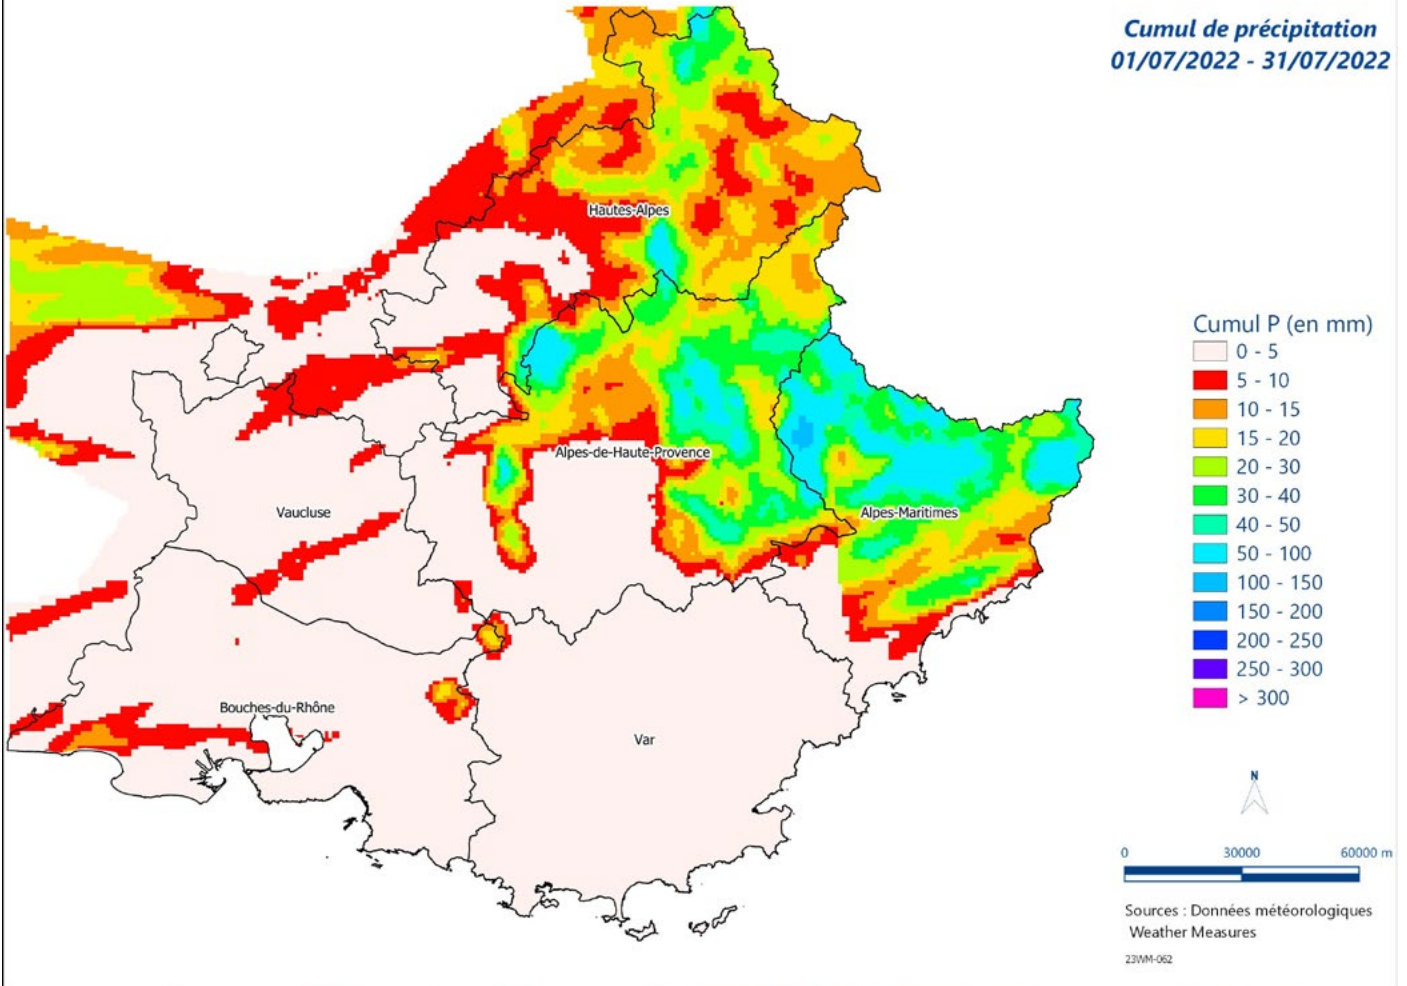 Cumul de précipitation
01/07/2022 - 31/07/2022
Hautes-Alpes
Cumul P (en mm)
0 - 5
5 - 10
10 - 15
15 - 20
20 - 30
30 - 40
40 - 50
50 - 100
100 - 150
150 - 200
200 - 250
250 - 300
> 300
Alpes-de-Haute-Provence
Vaucluse
Alpes-Maritimes
Bouches-du-Rhône
Var
N
0 30000 60000 m
Sources : Données météorologiques
Weather Measures
23WM-062